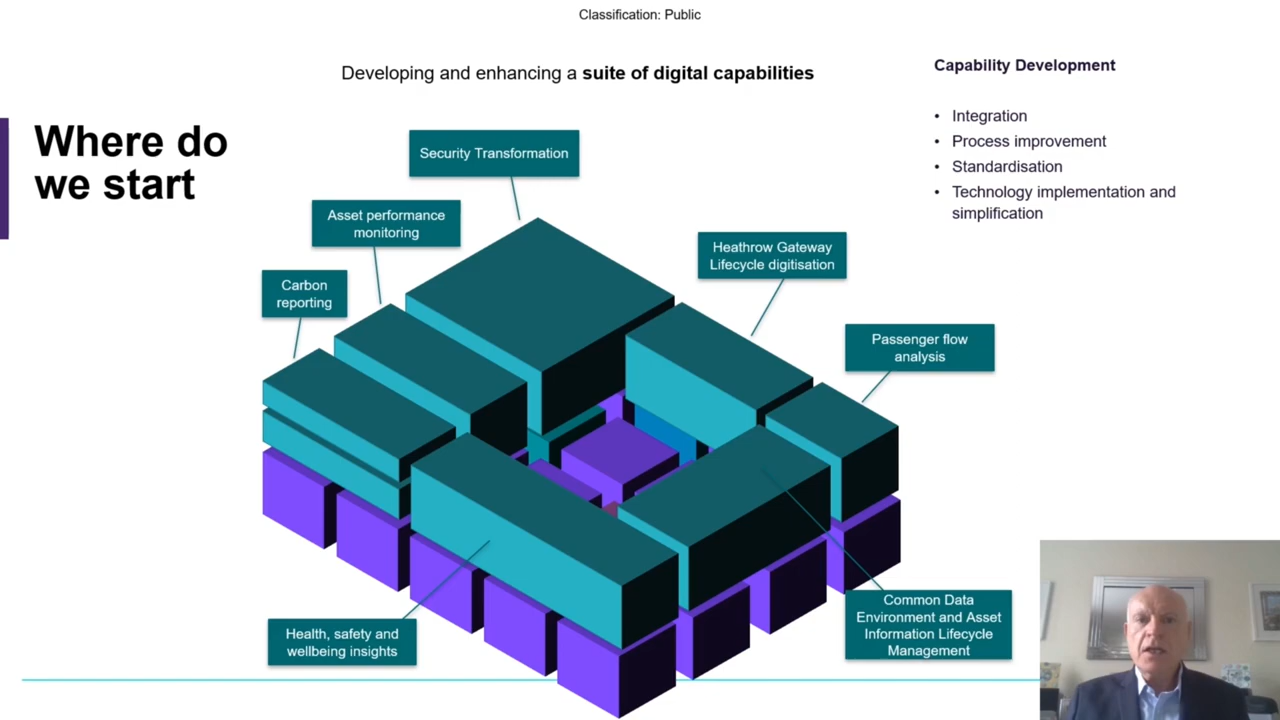 Classification: Public
Developing and enhancing a suite of digital capabilities
Where do
we start
Security Transformation
Asset performance
monitoring
Carbon
reporting
Heathrow Gateway
Lifecycle digitisation
Passenger flow
analysis
Health, safety and
wellbeing insights
Common Data
Environment and Asset
Information Lifecycle
Management
Capability Development
• Integration
• Process improvement
• Standardisation
• Technology implementation and
simplification